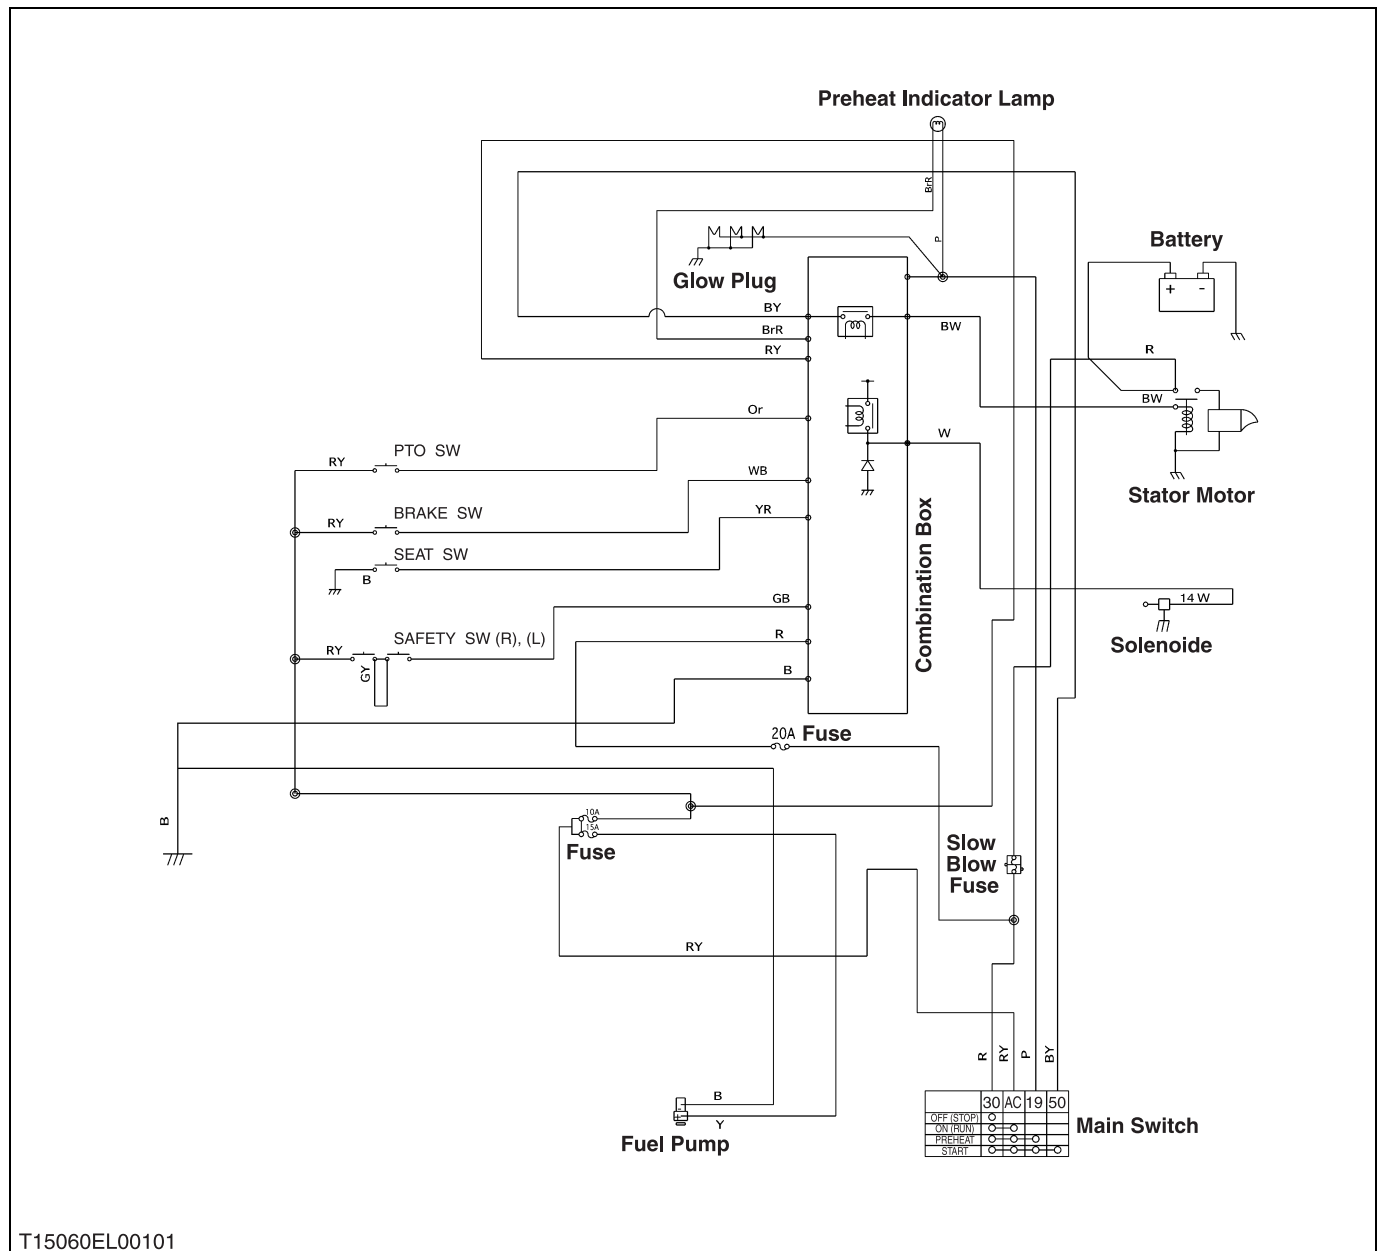 Preheat Indicator Lamp
BrR
P
Battery
+ -
Glow Plug
BY
BW
BrR
RY
R
BW
Or
W
PTO SW
RY
WB
Stator Motor
BRAKE SW
RY
YR
SEAT SW
B
Combination Box
GB
14 W
SAFETY SW (R), (L)
R
RY
GY
Solenoide
B
20A Fuse
B
10A
15A
Fuse
Slow
Blow
Fuse
RY
R
RY
P
BY
B
- 
+
Y
Fuel Pump
30 AC 19 50
OFF (STOP)
ON (RUN)
PREHEAT
START
Main Switch
T15060EL00101